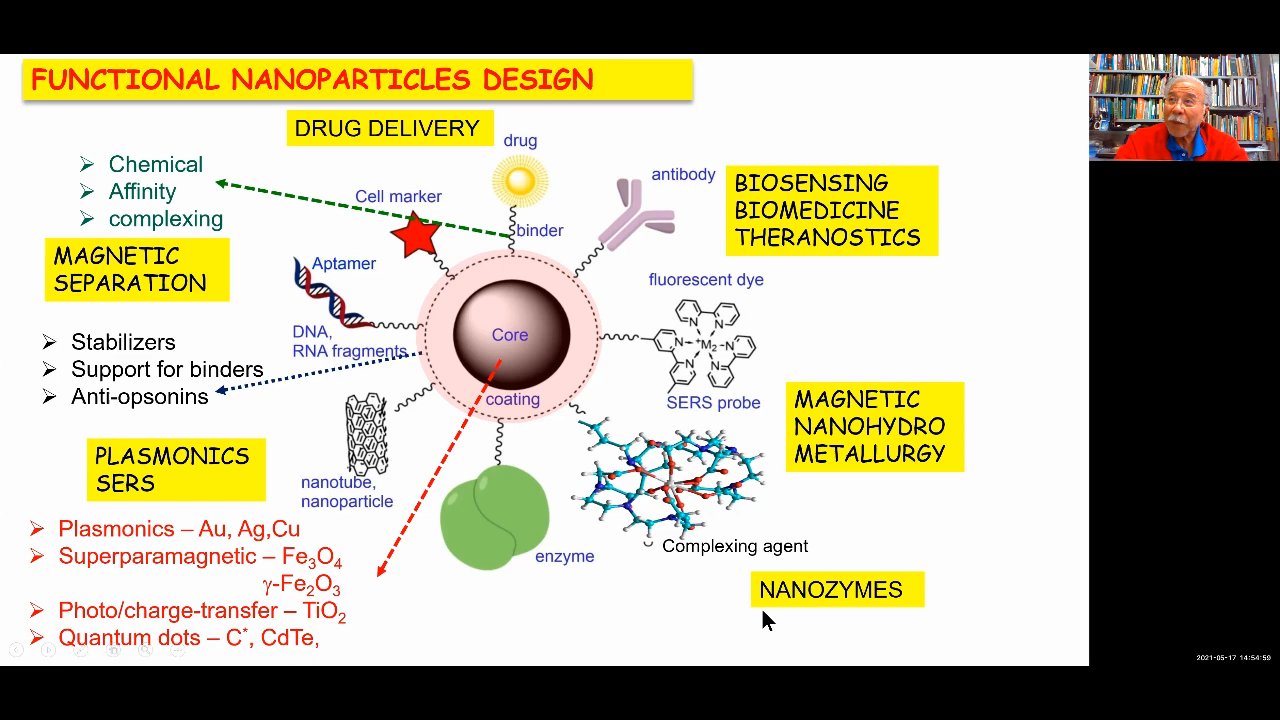 FUNCTIONAL NANOPARTICLES DESIGN
DRUG DELIVERY
drug
Chemical
Affinity
complexing
Cell marker
antibody
binder
BIOSENSING
BIOMEDICINE
THERANOSTICS
MAGNETIC
SEPARATION
Aptamer
fluorescent dye
DNA,
RNA fragments
Core
N
N
N
N
N
N
+M2
Stabilizers
Support for binders
Anti-opsonins
coating
SERS probe
MAGNETIC
NANOHYDRO
METALLURGY
PLASMONICS
SERS
nanotube,
nanoparticle
enzyme
Complexing agent
Plasmonics – Au, Ag,Cu
Superparamagnetic – Fe3O4
γ-Fe2O3
Photo/charge-transfer – TiO2
Quantum dots – C*, CdTe,
NANOZYMES
2021-05-17 14:54:59